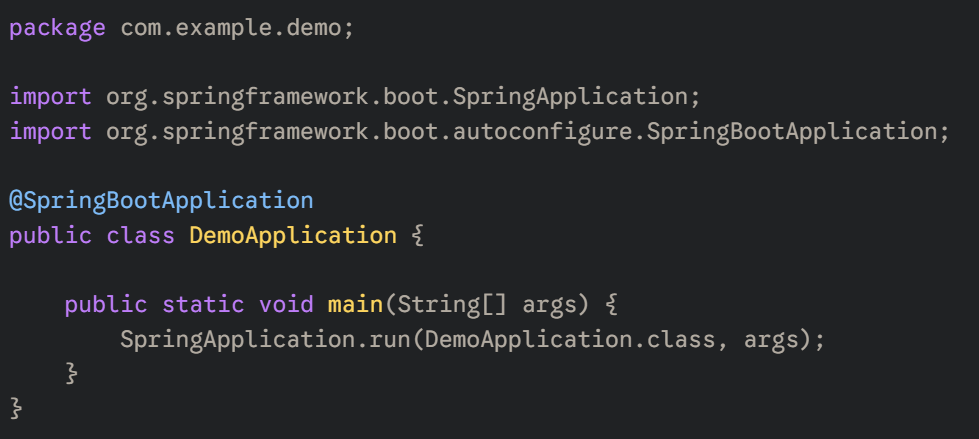 package com.example.demo;

import org.springframework.boot.SpringApplication;
import org.springframework.boot.autoconfigure.SpringBootApplication;

@SpringBootApplication
public class DemoApplication {

    public static void main(String[] args) {
        SpringApplication.run(DemoApplication.class, args);
    }
}